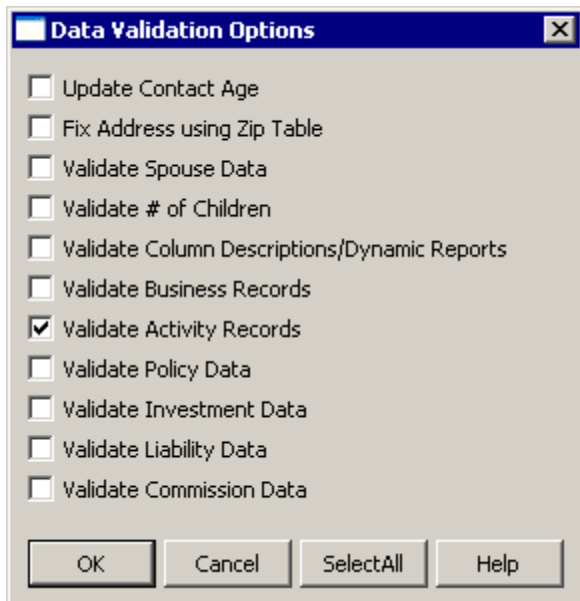 Data Validation Options
Update Contact Age
Fix Address using Zip Table
Validate Spouse Data
Validate # of Children
Validate Column Descriptions/Dynamic Reports
Validate Business Records
Validate Activity Records
Validate Policy Data
Validate Investment Data
Validate Liability Data
Validate Commission Data
OK Cancel SelectAll Help